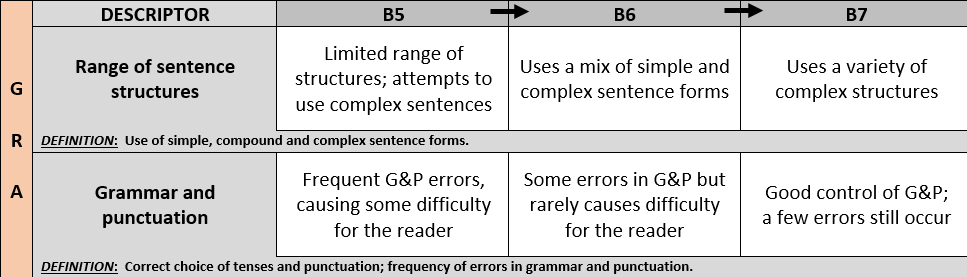 DESCRIPTOR B5 B6 B7
G
R
A
Range of sentence
structures
Limited range of
structures; attempts to
use complex sentences
Uses a mix of simple and
complex sentence forms
Uses a variety of
complex structures
DEFINITION: Use of simple, compound and complex sentence forms.
Grammar and
punctuation
Frequent G&P errors,
causing some difficulty
for the reader
Some errors in G&P but
rarely causes difficulty
for the reader
Good control of G&P;
a few errors still occur
DEFINITION: Correct choice of tenses and punctuation; frequency of errors in grammar and punctuation.